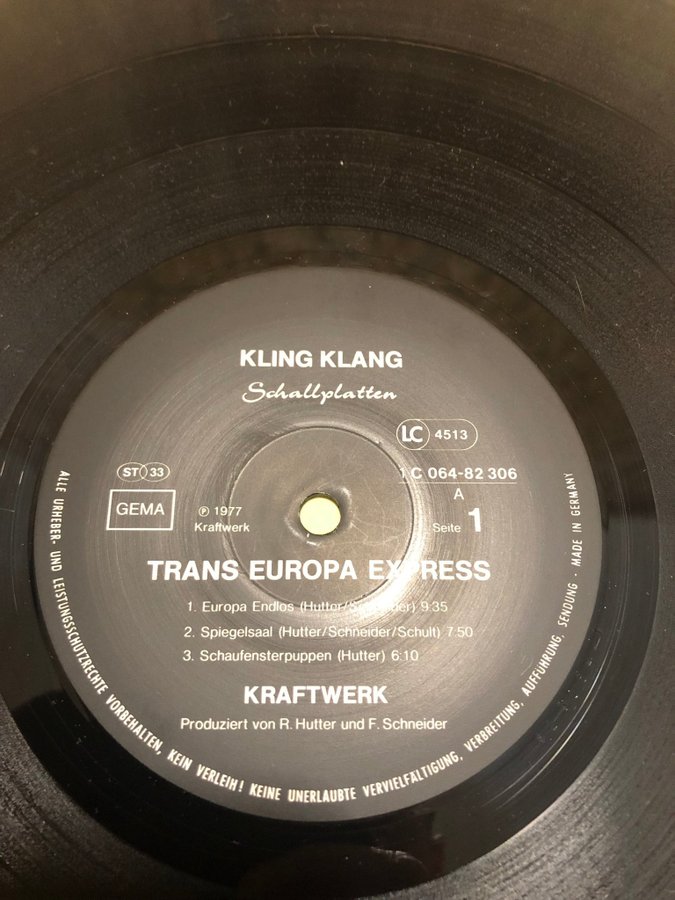 KLING KLANG
Schallplatten
LC 4513
ST 33
1 C 064-82 306
A
GEMA
℗ 1977
Kraftwerk
Seite 1
TRANS EUROPA EXPRESS
1. Europa Endlos (Hutter/Schneider) 9:35
2. Spiegelsaal (Hutter/Schneider/Schult) 7:50
3. Schaufensterpuppen (Hutter) 6:10
KRAFTWERK
Produziert von R. Hutter und F. Schneider
ALLE URHEBER- UND LEISTUNGSSCHUTZRECHTE VORBEHALTEN, KEIN VERLEIH! KEINE UNERLAUBTE VERVIELFÄLTIGUNG, VERBREITUNG, AUFFÜHRUNG, SENDUNG · MADE IN GERMANY